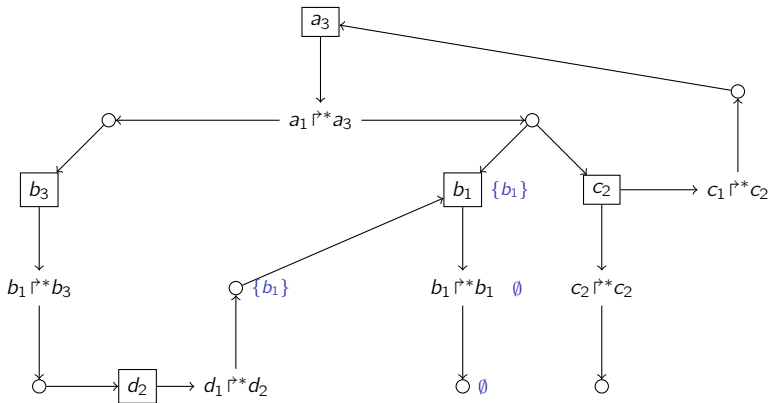 a₃
a₁ ↱* a₃
b₃
b₁ {b₁}
c₂
c₁ ↱* c₂
b₁ ↱* b₃
{b₁}
b₁ ↱* b₁ ∅
c₂ ↱* c₂
d₂
d₁ ↱* d₂
∅